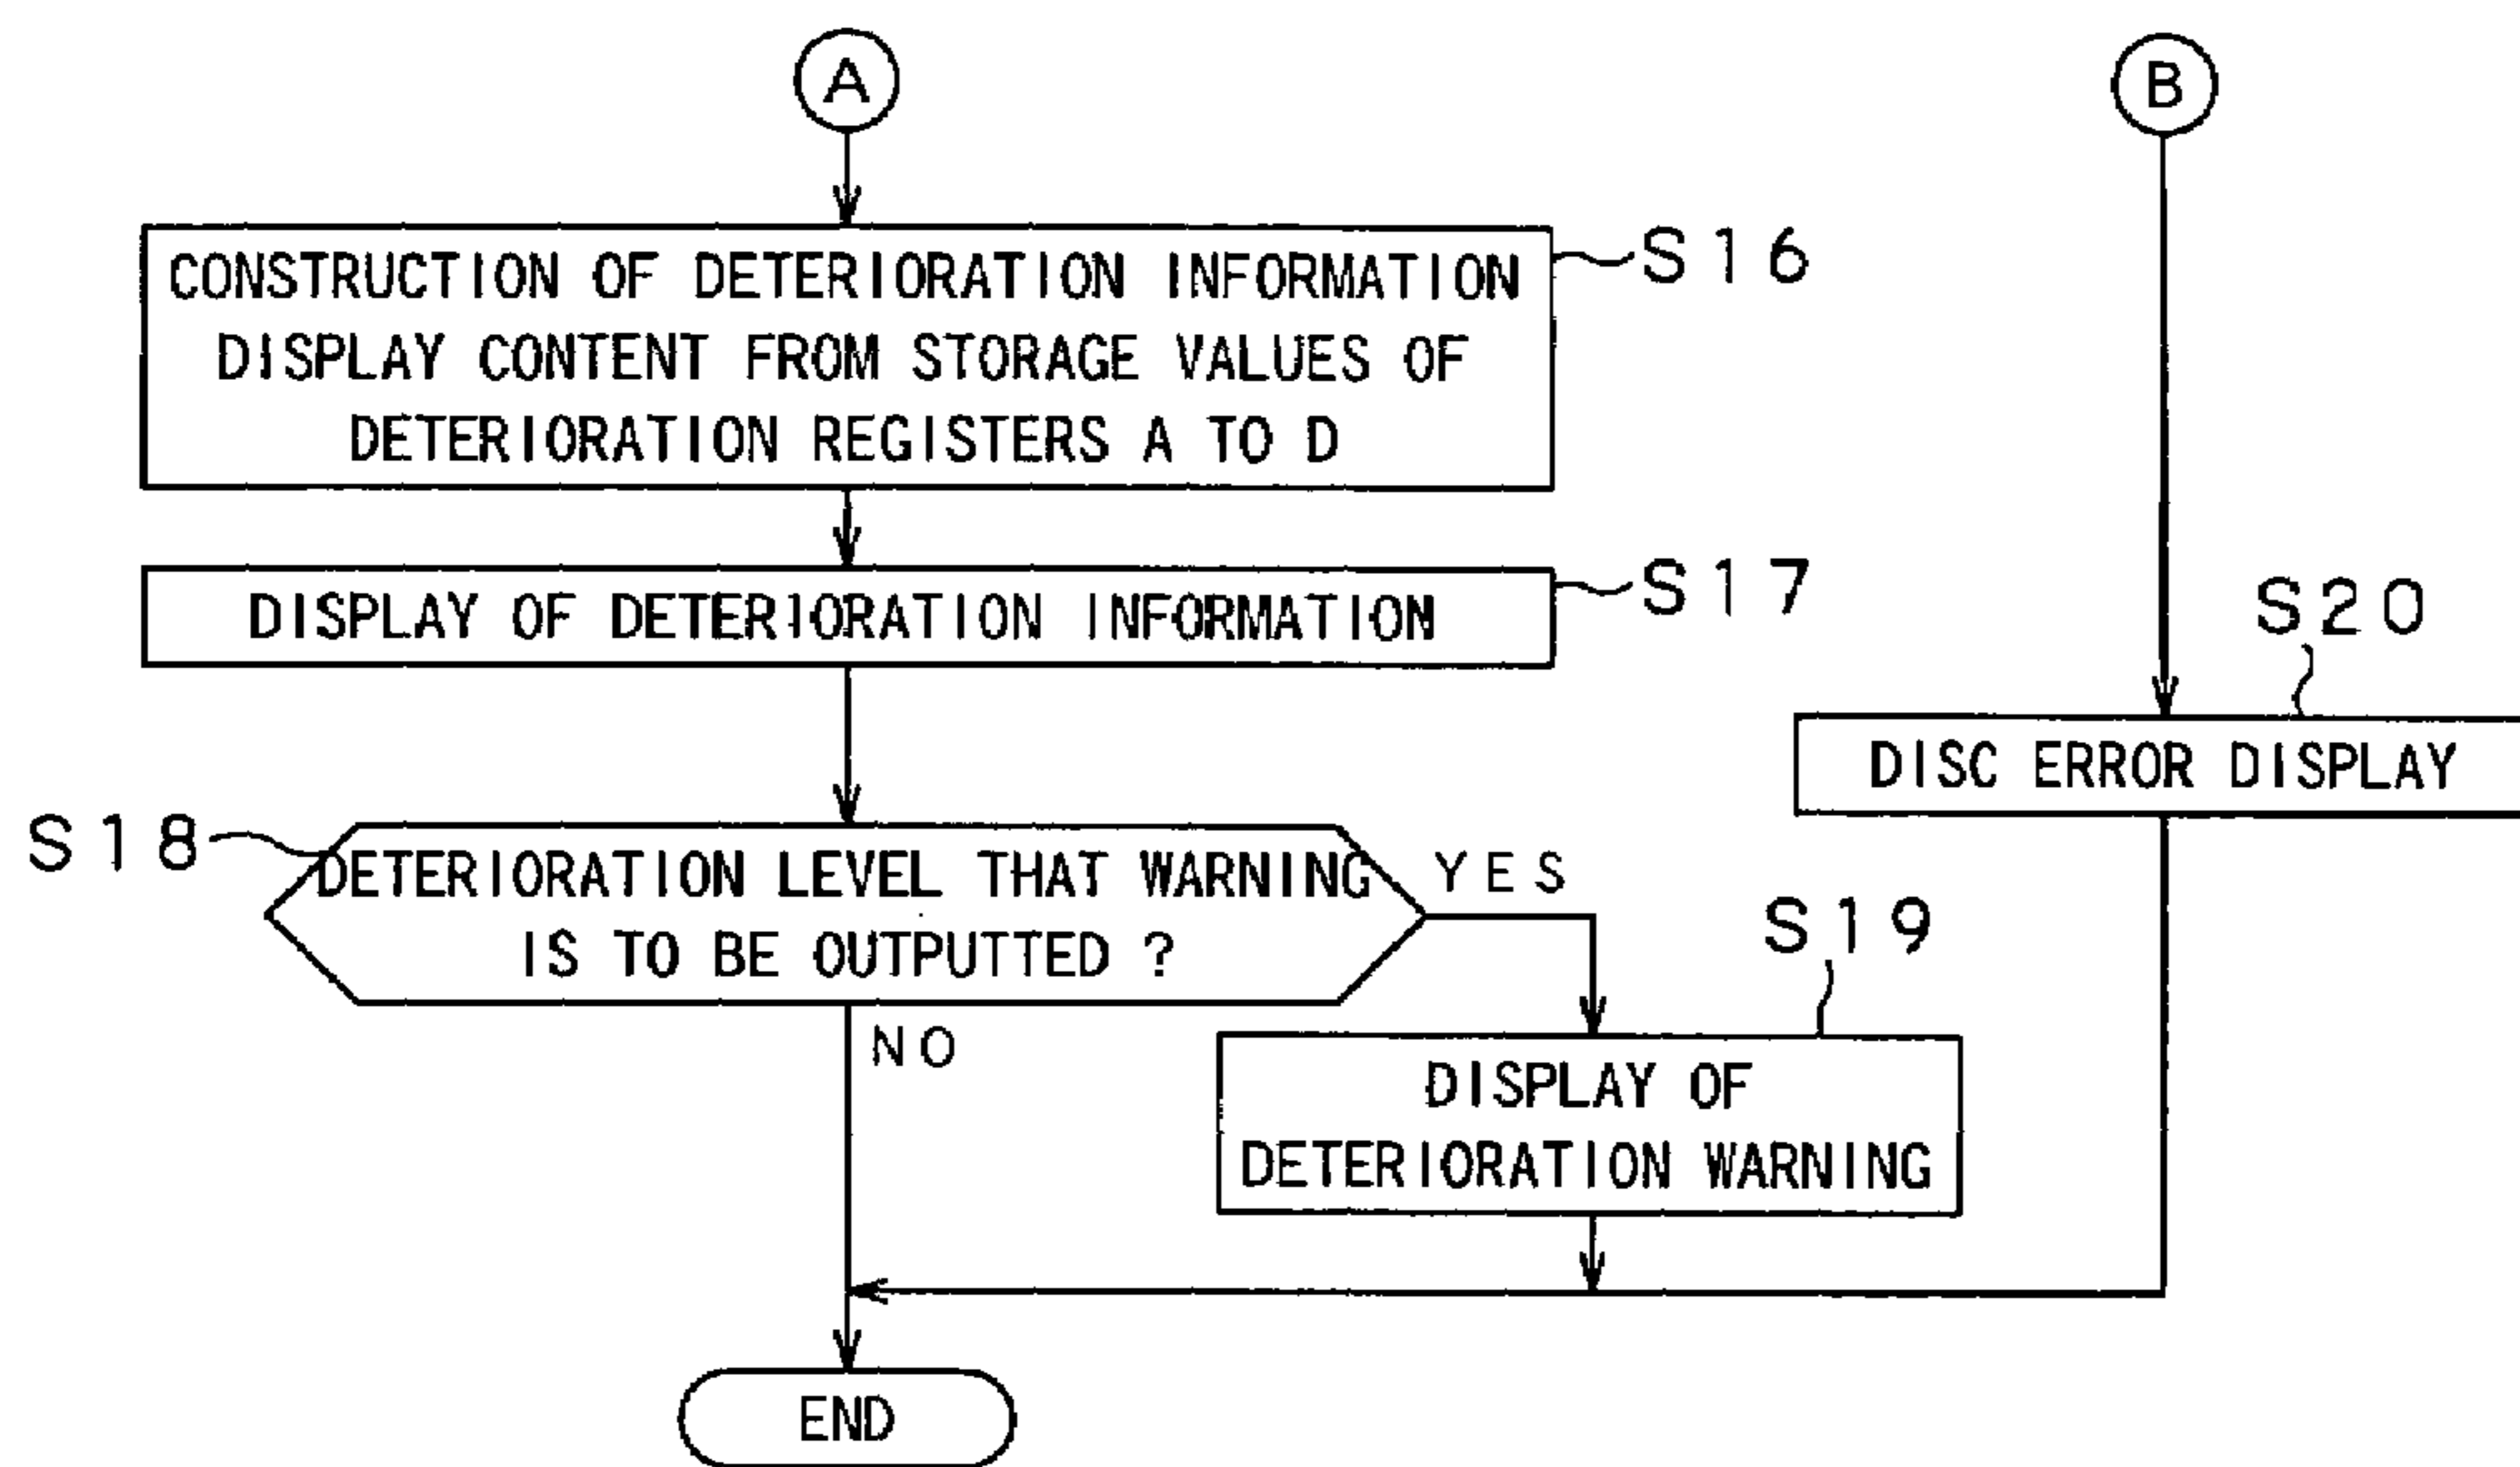 A
B
CONSTRUCTION OF DETERIORATION INFORMATION
DISPLAY CONTENT FROM STORAGE VALUES OF
DETERIORATION REGISTERS A TO D
S16
DISPLAY OF DETERIORATION INFORMATION
S17
S20
DISC ERROR DISPLAY
S18
DETERIORATION LEVEL THAT WARNING
IS TO BE OUTPUTTED ?
YES
NO
S19
DISPLAY OF
DETERIORATION WARNING
END